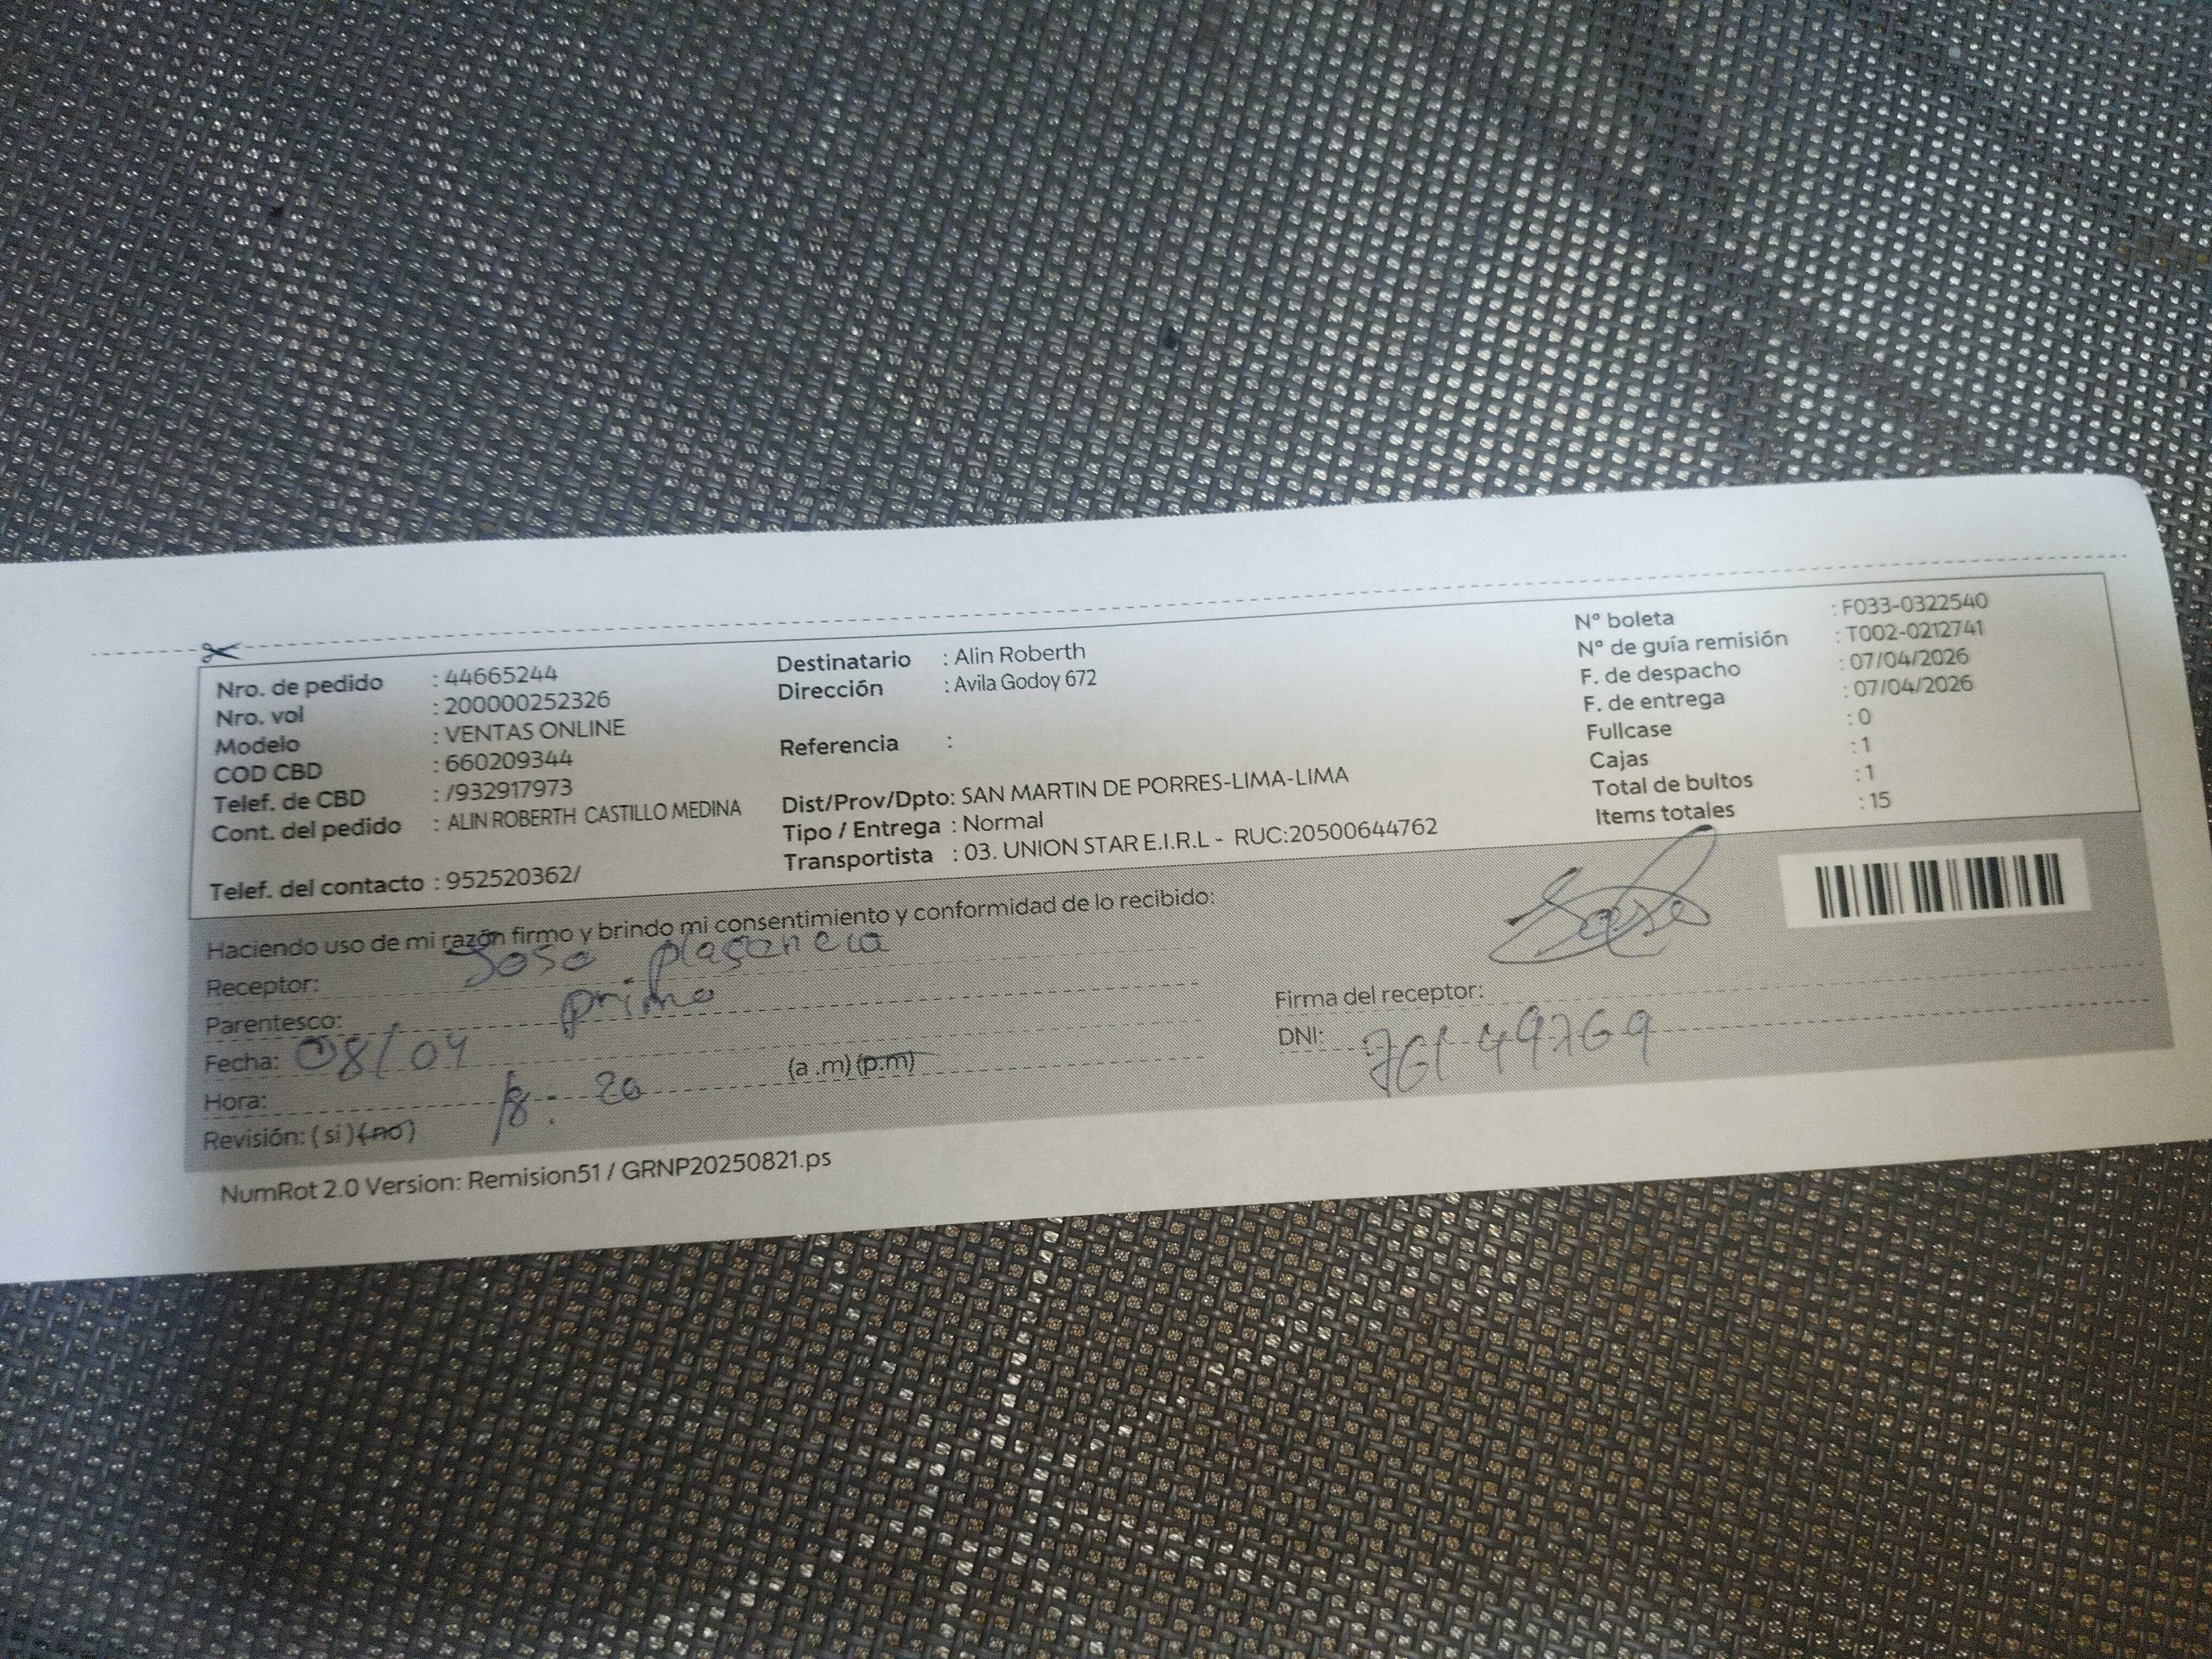 Nro. de pedido : 44665244
Nro. vol : 200000252326
Modelo : VENTAS ONLINE
COD CBD : 660209344
Telef. de CBD : /932917973
Cont. del pedido : ALIN ROBERTH CASTILLO MEDINA
Telef. del contacto : 952520362/
Destinatario : Alin Roberth
Dirección : Avila Godoy 672
Referencia :
Dist/Prov/Dpto: SAN MARTIN DE PORRES-LIMA-LIMA
Tipo / Entrega : Normal
Transportista : 03. UNION STAR E.I.R.L - RUC:20500644762
N° boleta : F033-0322540
N° de guía remisión : T002-0212741
F. de despacho : 07/04/2026
F. de entrega : 07/04/2026
Fullcase : 0
Cajas : 1
Total de bultos : 1
Items totales : 15
Haciendo uso de mi razón firmo y brindo mi consentimiento y conformidad de lo recibido:
Receptor: Jose plasencia
Parentesco: primo
Fecha: 08/04
Hora: 8:20 (a .m) (p.m)
Revisión: ( si ) ( no )
Firma del receptor:
DNI: 76149769
NumRot 2.0 Version: Remision51 / GRNP20250821.ps